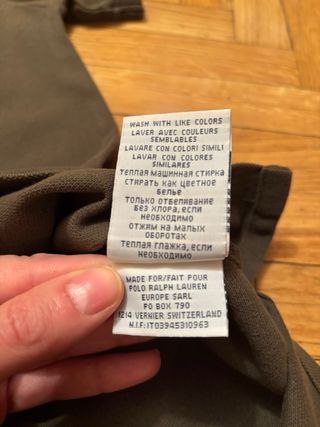 WASH WITH LIKE COLORS
LAVER AVEC COULEURS
SEMBLABLES
LAVARE CON COLORI SIMILI
LAVAR CON COLORES
SIMILARES
ТЕПЛАЯ МАШИННАЯ СТИРКА
СТИРАТЬ КАК ЦВЕТНОЕ
БЕЛЬЕ
ТОЛЬКО ОТБЕЛИВАНИЕ
БЕЗ ХЛОРА, ЕСЛИ
НЕОБХОДИМО
ОТЖИМ НА МАЛЫХ
ОБОРОТАХ
ТЕПЛАЯ ГЛАЖКА, ЕСЛИ
НЕОБХОДИМО
MADE FOR/FAIT POUR
POLO RALPH LAUREN
EUROPE SARL
PO BOX 790
1214 VERNIER SWITZERLAND
N.I.F:IT03945310963